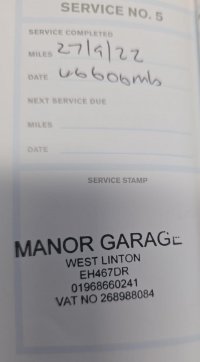 SERVICE NO. 5
SERVICE COMPLETED
MILES 27/9/22
DATE 66606mls
NEXT SERVICE DUE
MILES
DATE
SERVICE STAMP
MANOR GARAGE
WEST LINTON
EH467DR
01968660241
VAT NO 268988084